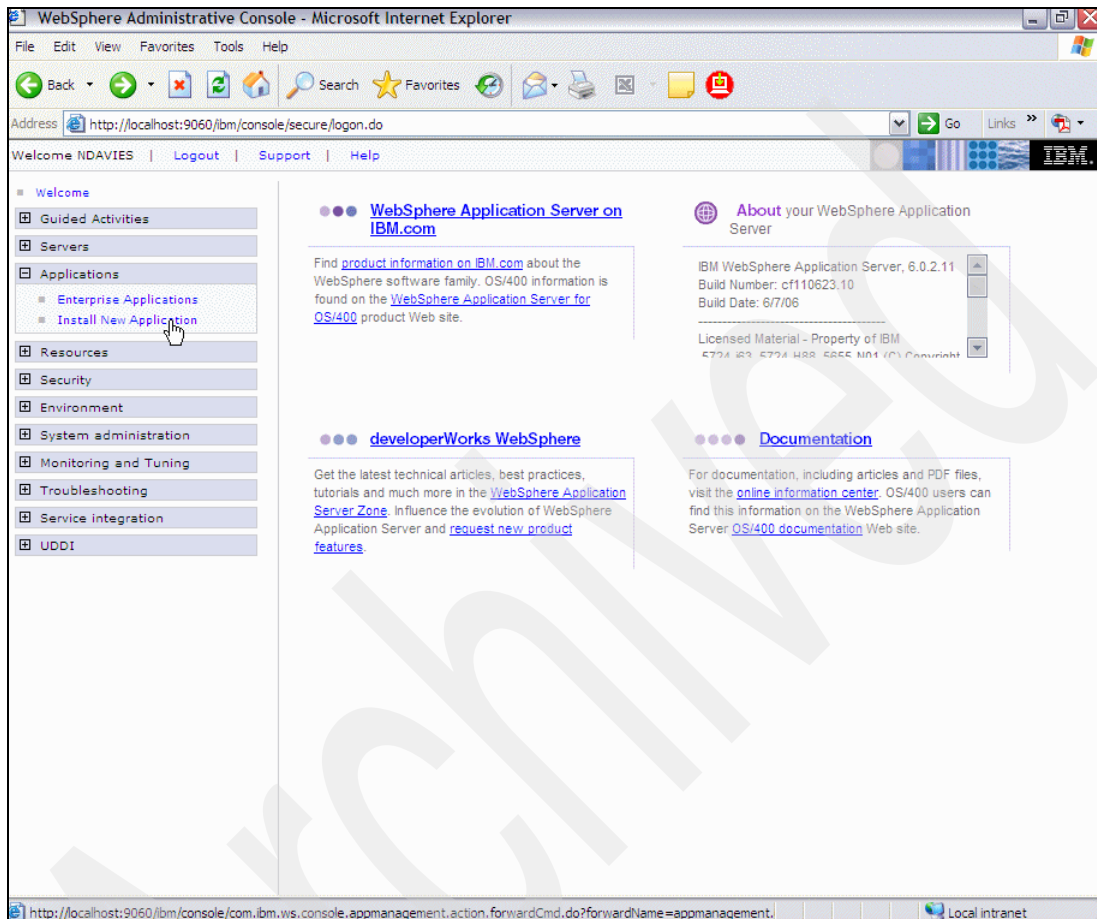 WebSphere Administrative Console - Microsoft Internet Explorer
File Edit View Favorites Tools Help
Back Search Favorites
Address http://localhost:9060/ibm/console/secure/logon.do Go Links »
Welcome NDAVIES | Logout | Support | Help IBM.
Welcome
Guided Activities
Servers
Applications
Enterprise Applications
Install New Application
Resources
Security
Environment
System administration
Monitoring and Tuning
Troubleshooting
Service integration
UDDI
WebSphere Application Server on
IBM.com
Find product information on IBM.com about the
WebSphere software family. OS/400 information is
found on the WebSphere Application Server for
OS/400 product Web site.
About your WebSphere Application
Server
IBM WebSphere Application Server, 6.0.2.11
Build Number: cf110623.10
Build Date: 6/7/06
----------------------------------------
Licensed Material - Property of IBM
5724-i63, 5724-H88, 5655-N01 (C) Copyright
developerWorks WebSphere
Get the latest technical articles, best practices,
tutorials and much more in the WebSphere Application
Server Zone. Influence the evolution of WebSphere
Application Server and request new product
features.
Documentation
For documentation, including articles and PDF files,
visit the online information center. OS/400 users can
find this information on the WebSphere Application
Server OS/400 documentation Web site.
http://localhost:9060/ibm/console/com.ibm.ws.console.appmanagement.action.forwardCmd.do?forwardName=appmanagement. Local intranet
Archived